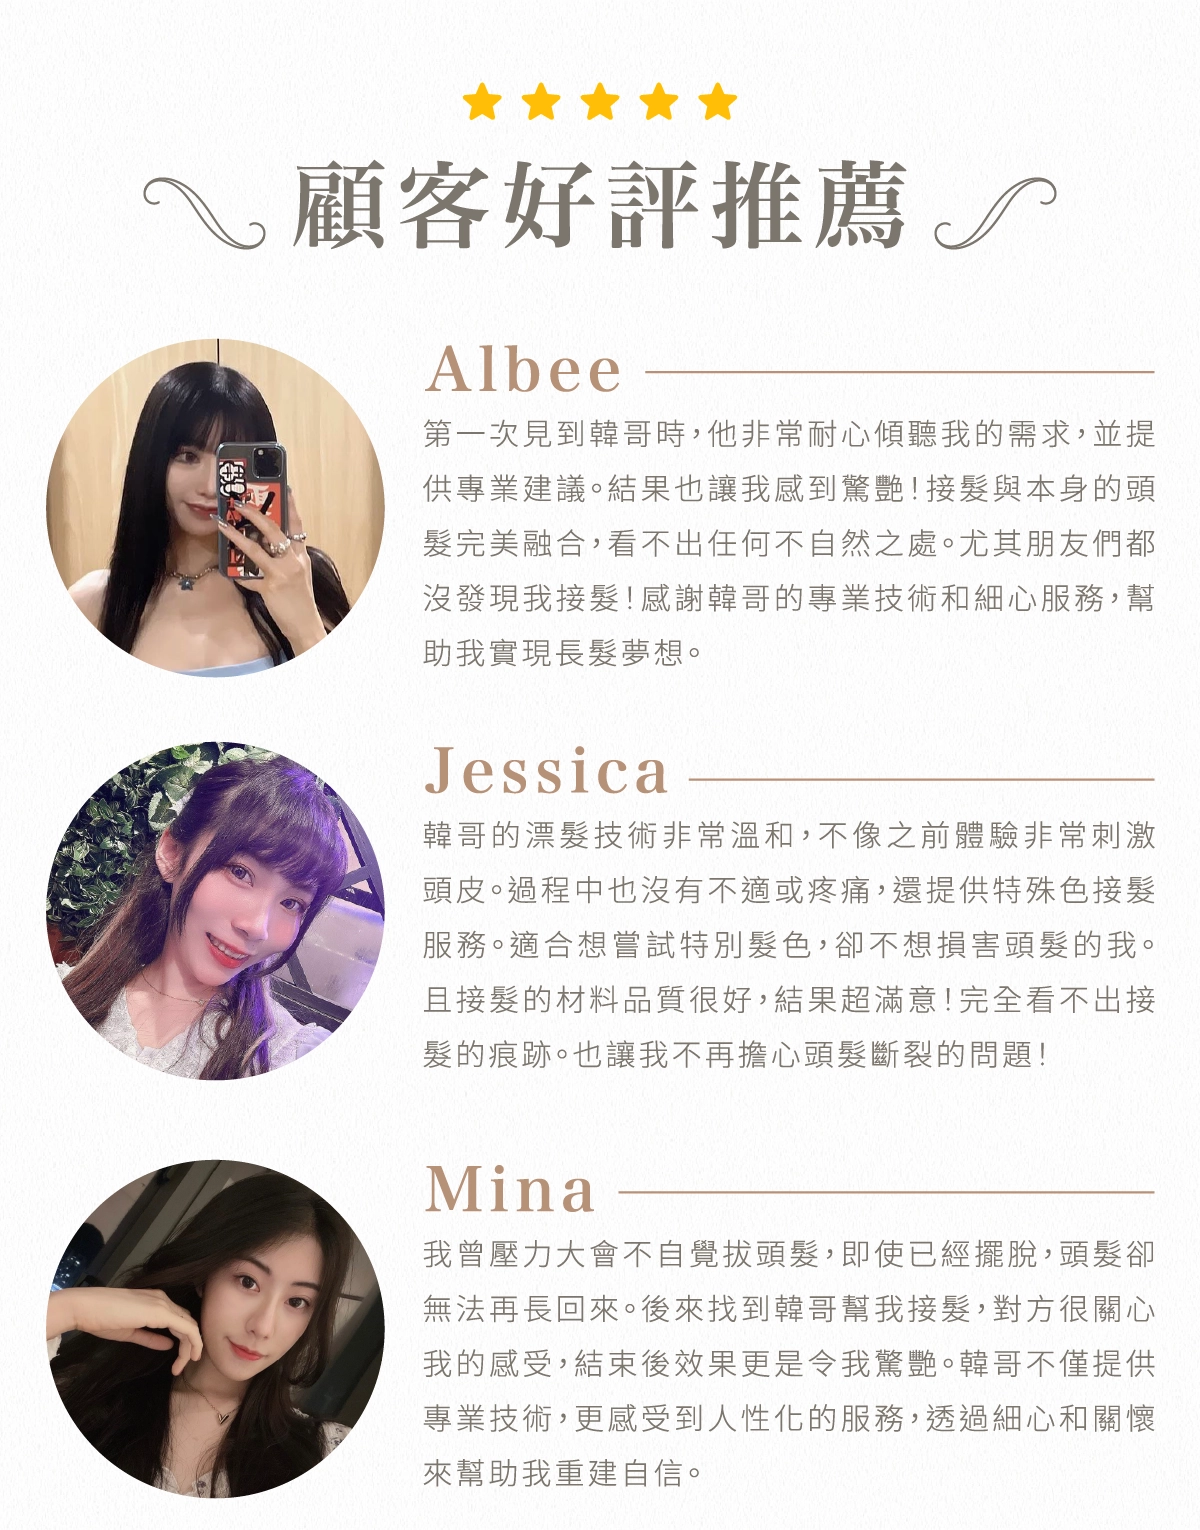 顧客好評推薦
Albee
第一次見到韓哥時，他非常耐心傾聽我的需求，並提
供專業建議。結果也讓我感到驚艷！接髮與本身的頭
髮完美融合，看不出任何不自然之處。尤其朋友們都
沒發現我接髮！感謝韓哥的專業技術和細心服務，幫
助我實現長髮夢想。
Jessica
韓哥的漂髮技術非常溫和，不像之前體驗非常刺激
頭皮。過程中也沒有不適或疼痛，還提供特殊色接髮
服務。適合想嘗試特別髮色，卻不想損害頭髮的我。
且接髮的材料品質很好，結果超滿意！完全看不出接
髮的痕跡。也讓我不再擔心頭髮斷裂的問題！
Mina
我曾壓力大會不自覺拔頭髮，即使已經擺脫，頭髮卻
無法再長回來。後來找到韓哥幫我接髮，對方很關心
我的感受，結束後效果更是令我驚艷。韓哥不僅提供
專業技術，更感受到人性化的服務，透過細心和關懷
來幫助我重建自信。